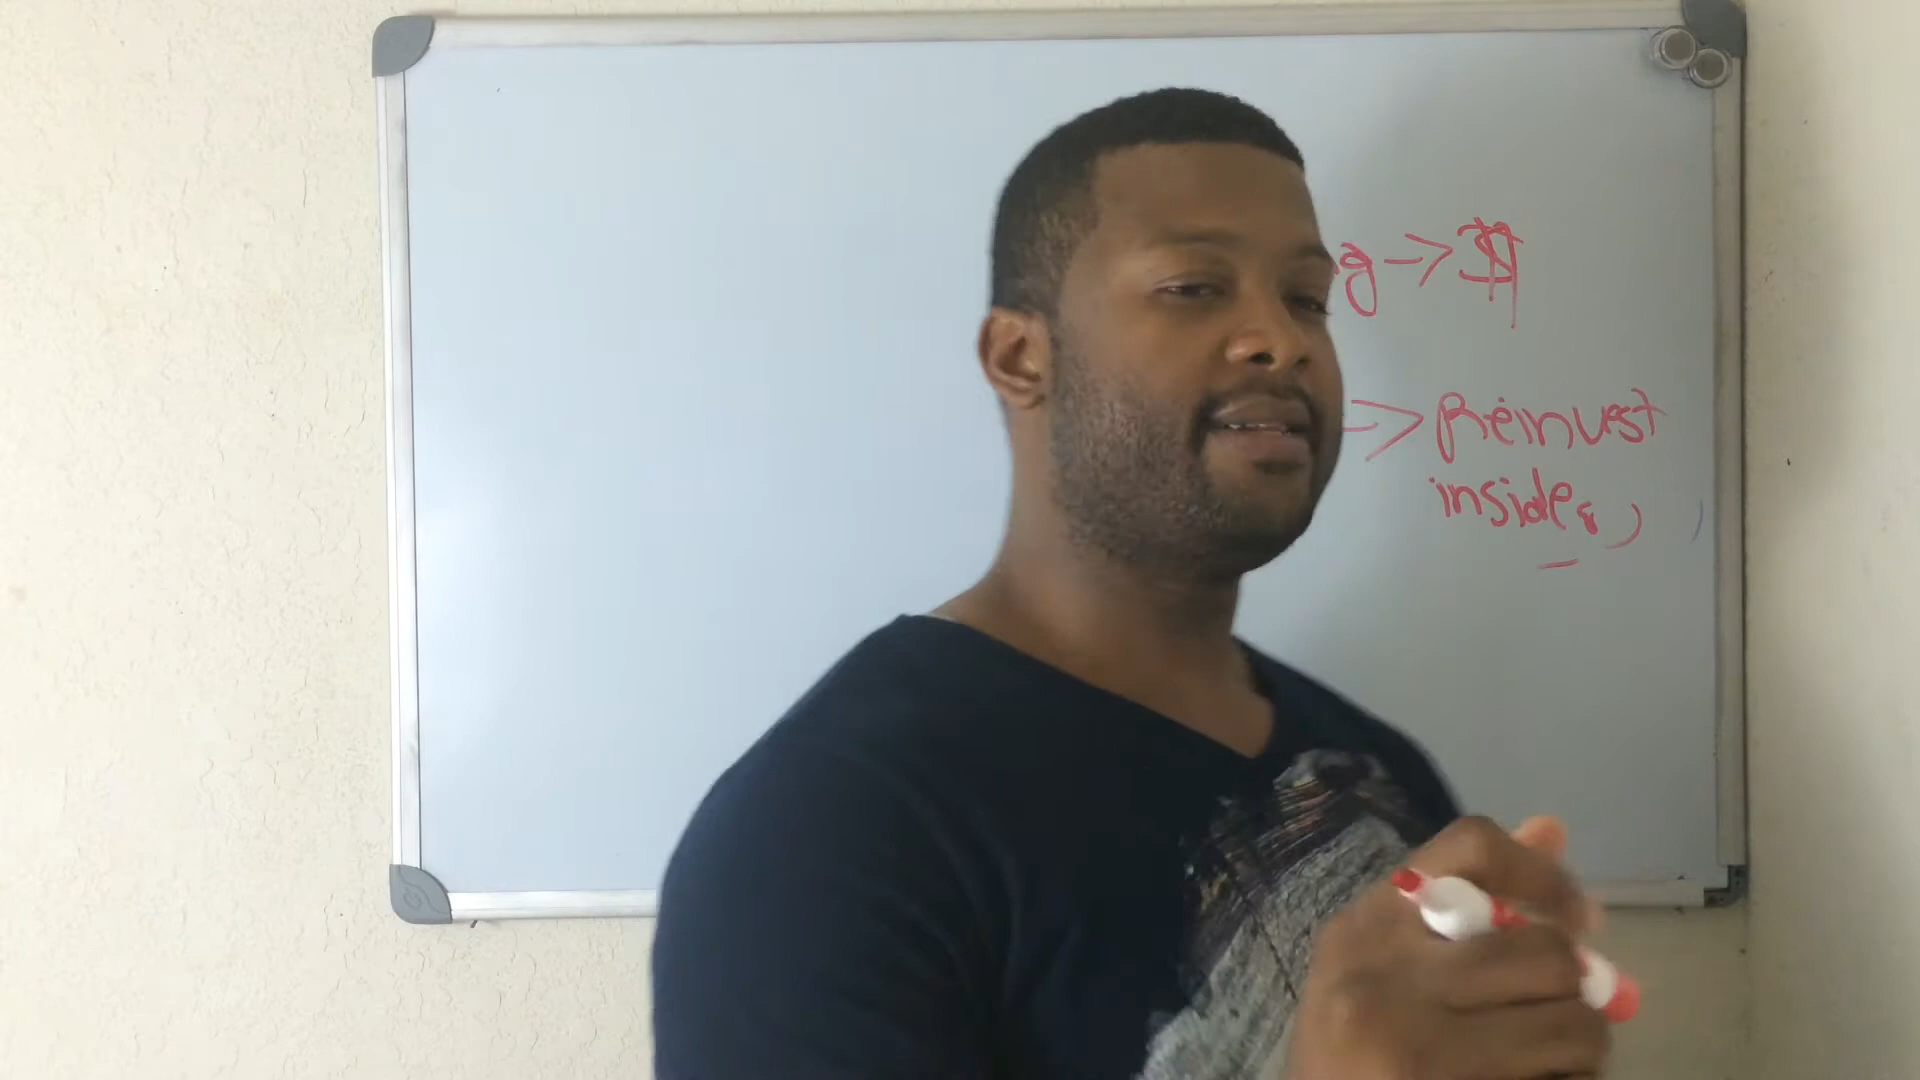 g -> $
-> Reinvest
inside